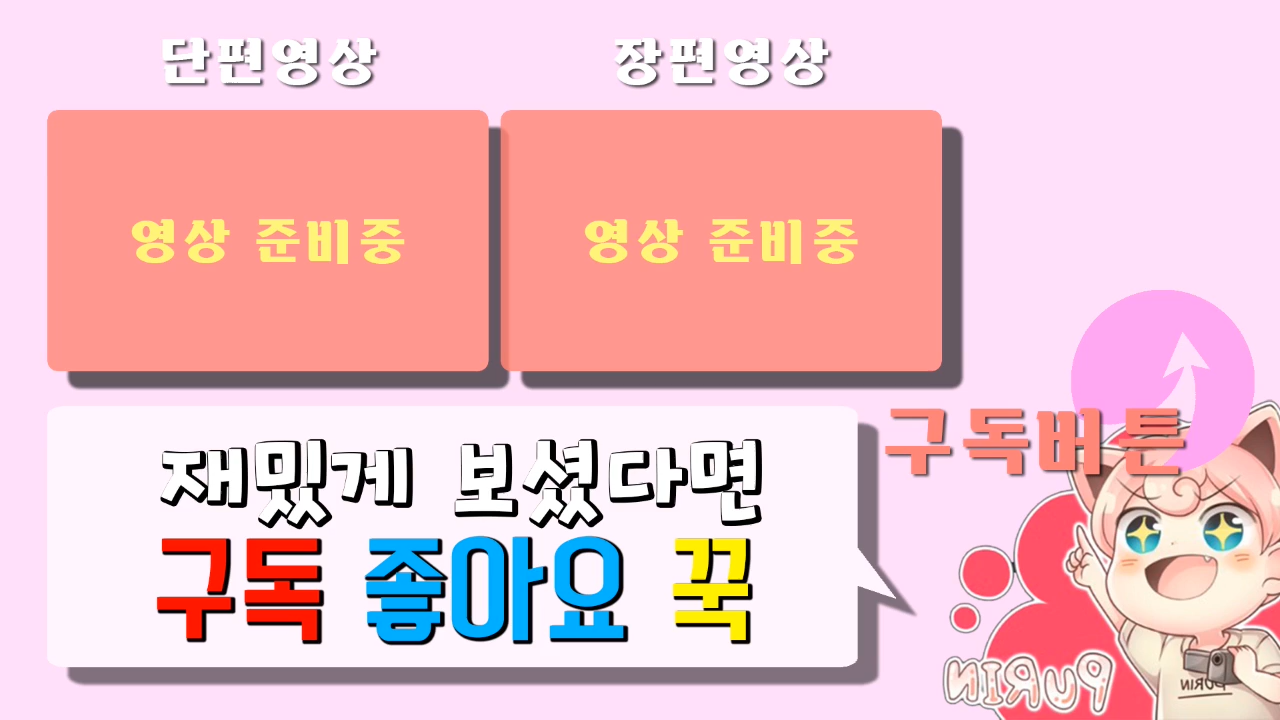 단편영상
장편영상
영상 준비중
영상 준비중
재밌게 보셨다면
구독 좋아요 꾹
구독버튼
PURIN
PURIN